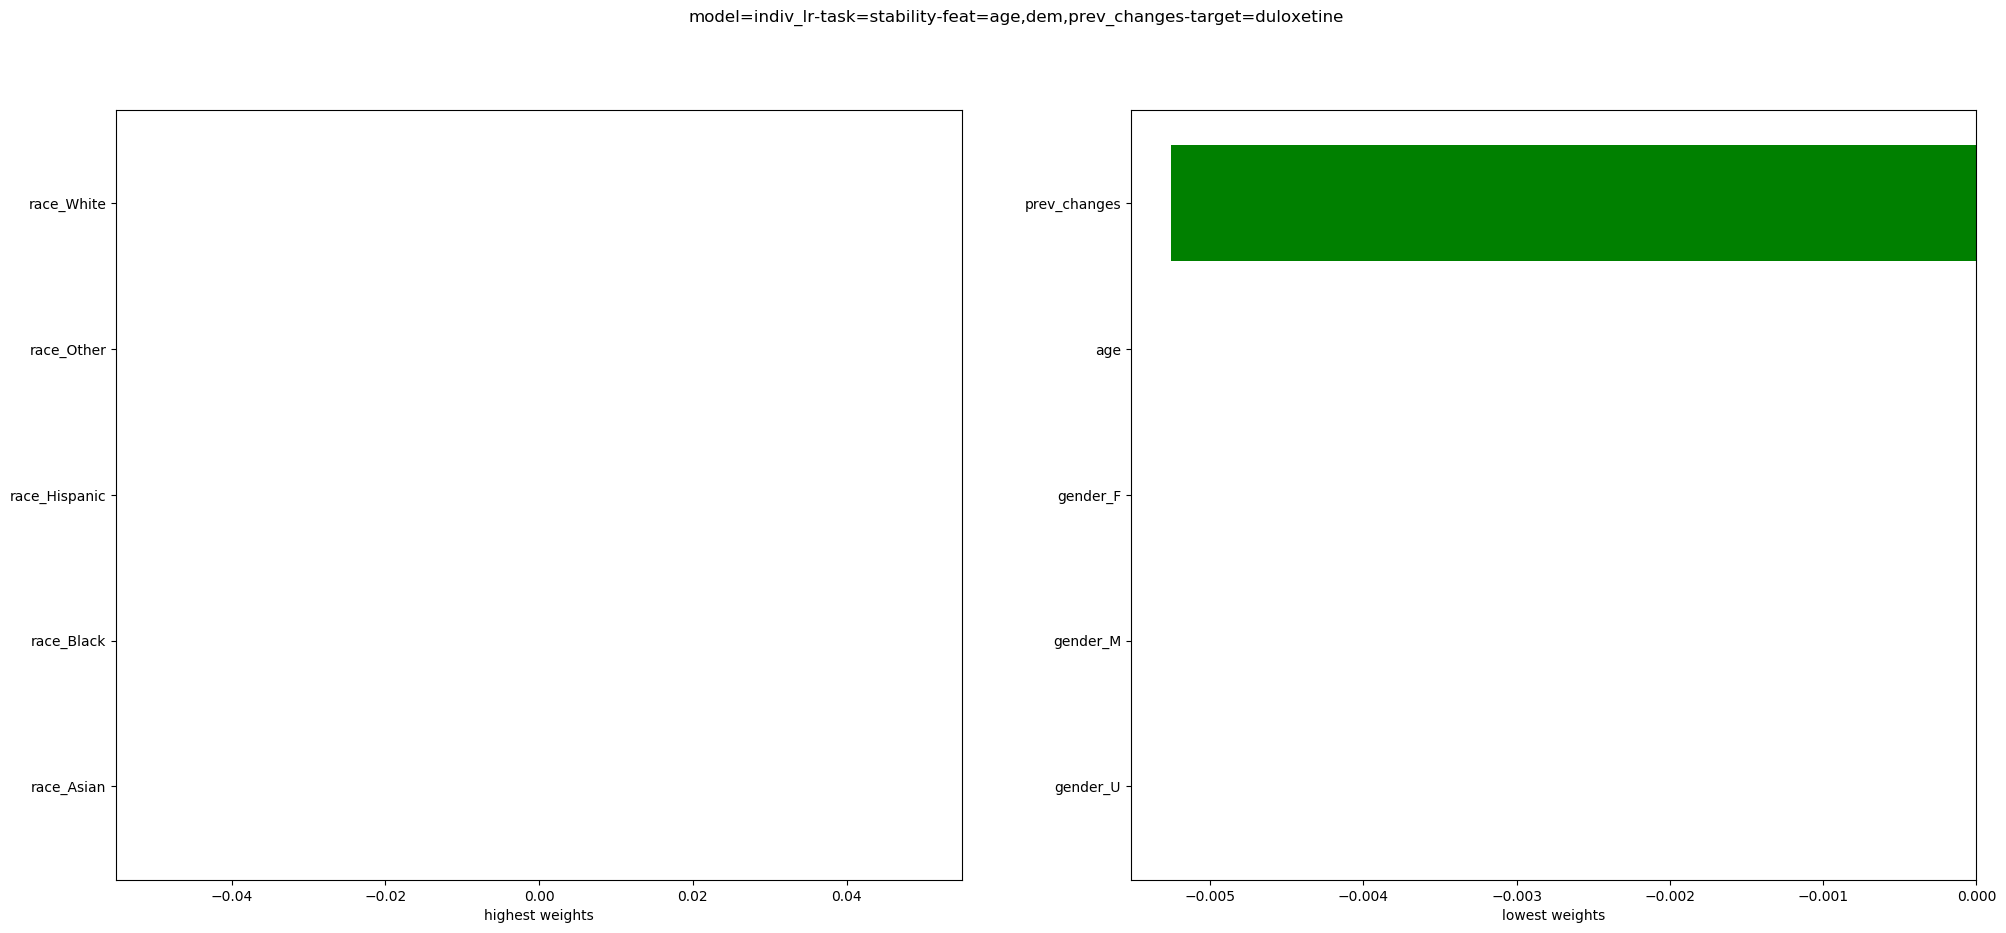 model=indiv_lr-task=stability-feat=age,dem,prev_changes-target=duloxetine
race_White
race_Other
race_Hispanic
race_Black
race_Asian
−0.04 −0.02 0.00 0.02 0.04
highest weights
prev_changes
age
gender_F
gender_M
gender_U
−0.005 −0.004 −0.003 −0.002 −0.001 0.000
lowest weights